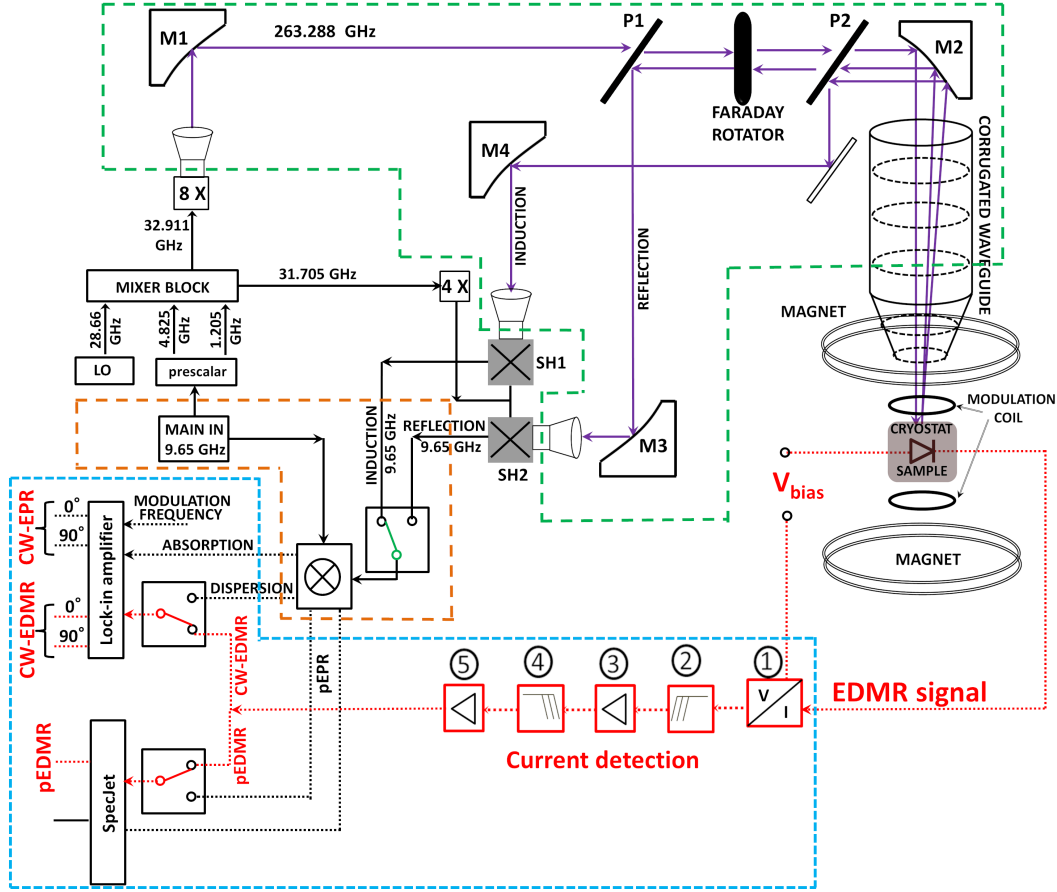 M1
263.288 GHz
P1
P2
M2
FARADAY
ROTATOR
CORRUGATED WAVEGUIDE
M4
8 X
32.911
GHz
INDUCTION
REFLECTION
31.705 GHz
4 X
MIXER BLOCK
MAGNET
28.66
GHz
4.825
GHz
1.205
GHz
LO
prescalar
SH1
MODULATION
COIL
MAIN IN
9.65 GHz
INDUCTION
9.65 GHz
REFLECTION
9.65 GHz
SH2
M3
CRYOSTAT
SAMPLE
Vbias
CW-EPR
0°
90°
MODULATION
FREQUENCY
ABSORPTION
Lock-in amplifier
DISPERSION
MAGNET
CW-EDMR
0°
90°
CW-EDMR
pEPR
5
4
3
2
1
V
I
EDMR signal
Current detection
pEDMR
pEDMR
SpecJet